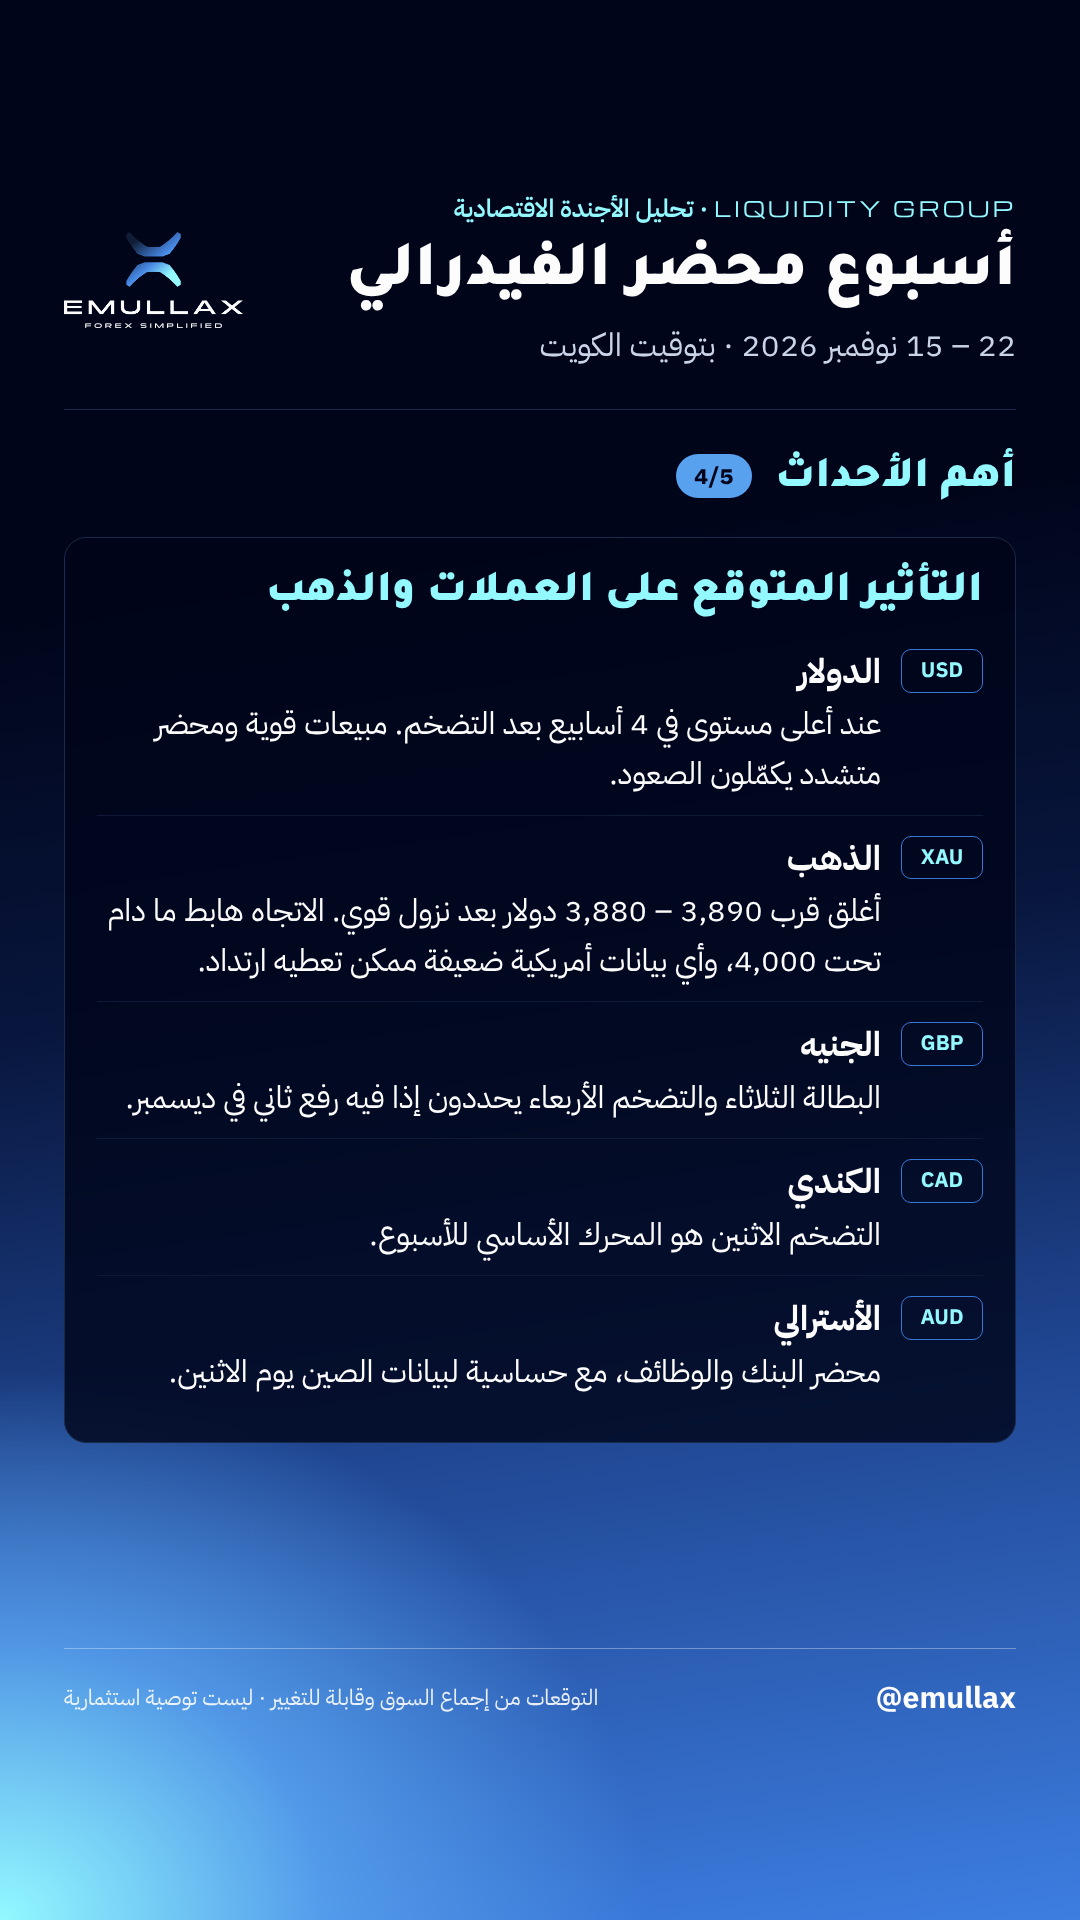 LIQUIDITY GROUP · تحليل الأجندة الاقتصادية
أسبوع محضر الفيدرالي
22 – 15 نوفمبر 2026 · بتوقيت الكويت
EMULLAX
FOREX SIMPLIFIED
أهم الأحداث 4/5
التأثير المتوقع على العملات والذهب
USD الدولار
عند أعلى مستوى في 4 أسابيع بعد التضخم. مبيعات قوية ومحضر
متشدد يكمّلون الصعود.
XAU الذهب
أغلق قرب 3,890 – 3,880 دولار بعد نزول قوي. الاتجاه هابط ما دام
تحت 4,000، وأي بيانات أمريكية ضعيفة ممكن تعطيه ارتداد.
GBP الجنيه
البطالة الثلاثاء والتضخم الأربعاء يحددون إذا فيه رفع ثاني في ديسمبر.
CAD الكندي
التضخم الاثنين هو المحرك الأساسي للأسبوع.
AUD الأسترالي
محضر البنك والوظائف، مع حساسية لبيانات الصين يوم الاثنين.
@emullax
التوقعات من إجماع السوق وقابلة للتغيير · ليست توصية استثمارية